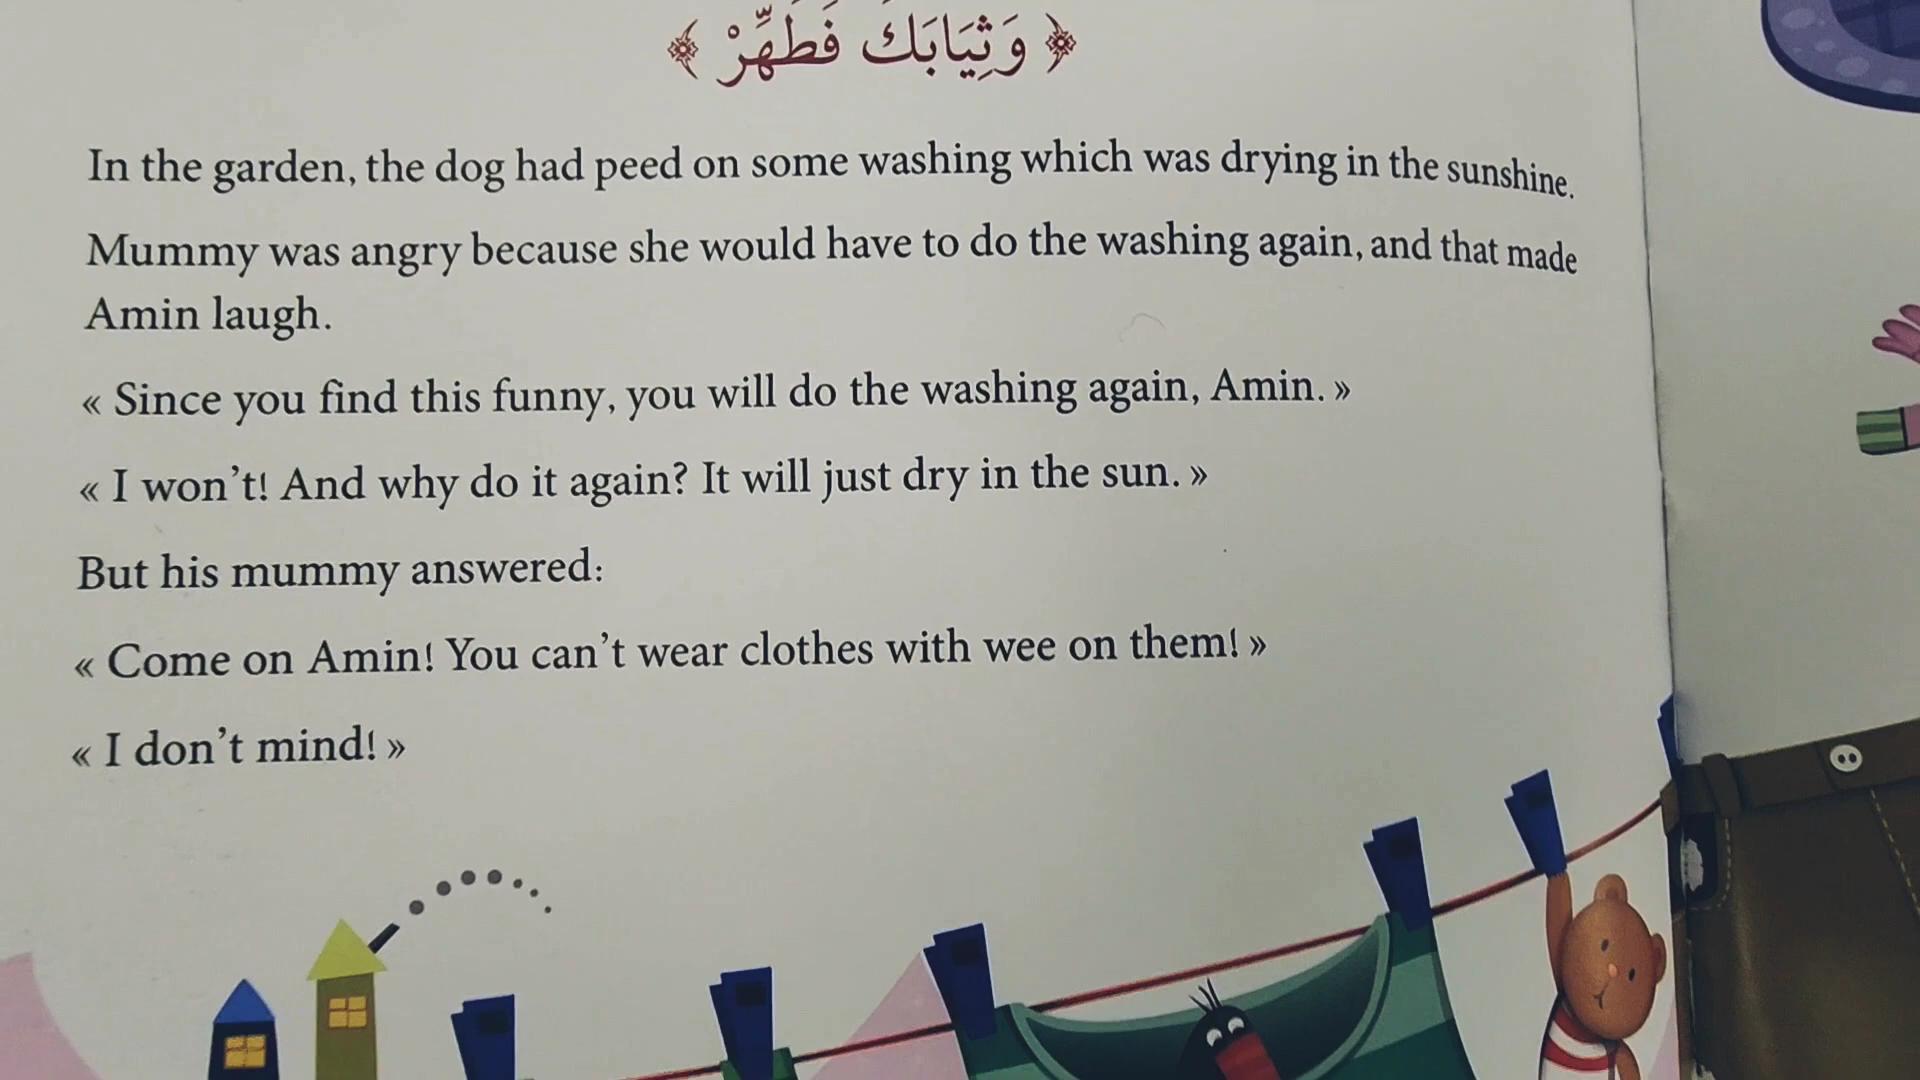 ﴿ وَثِيَابَكَ فَطَهِّرْ ﴾
In the garden, the dog had peed on some washing which was drying in the sunshine.
Mummy was angry because she would have to do the washing again, and that made
Amin laugh.
« Since you find this funny, you will do the washing again, Amin. »
« I won’t! And why do it again? It will just dry in the sun. »
But his mummy answered:
« Come on Amin! You can’t wear clothes with wee on them! »
« I don’t mind! »